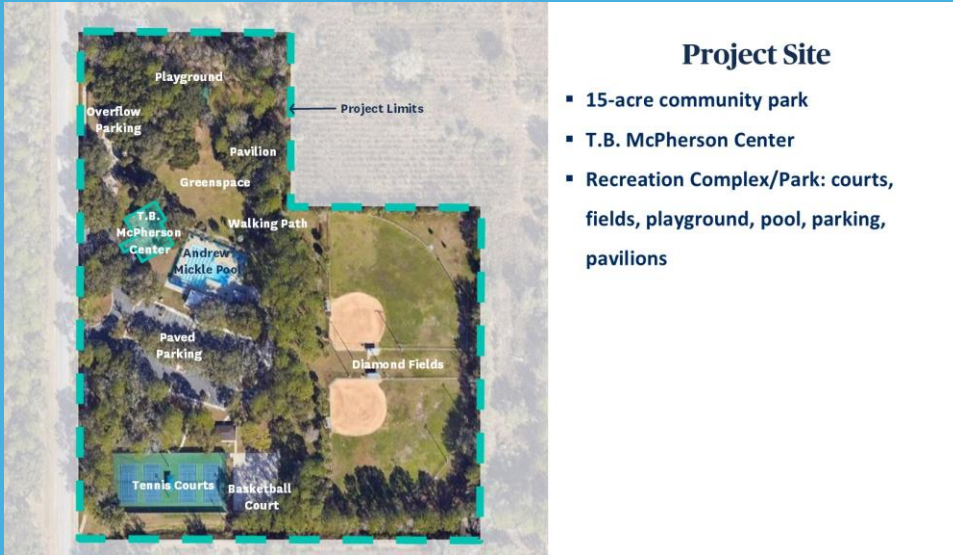 Playground
Overflow
Parking
Project Limits
Pavilion
Greenspace
T.B.
McPherson
Center
Walking Path
Andrew
Mickle Pool
Paved
Parking
Diamond Fields
Tennis Courts
Basketball
Court
Project Site
▪ 15-acre community park
▪ T.B. McPherson Center
▪ Recreation Complex/Park: courts,
fields, playground, pool, parking,
pavilions